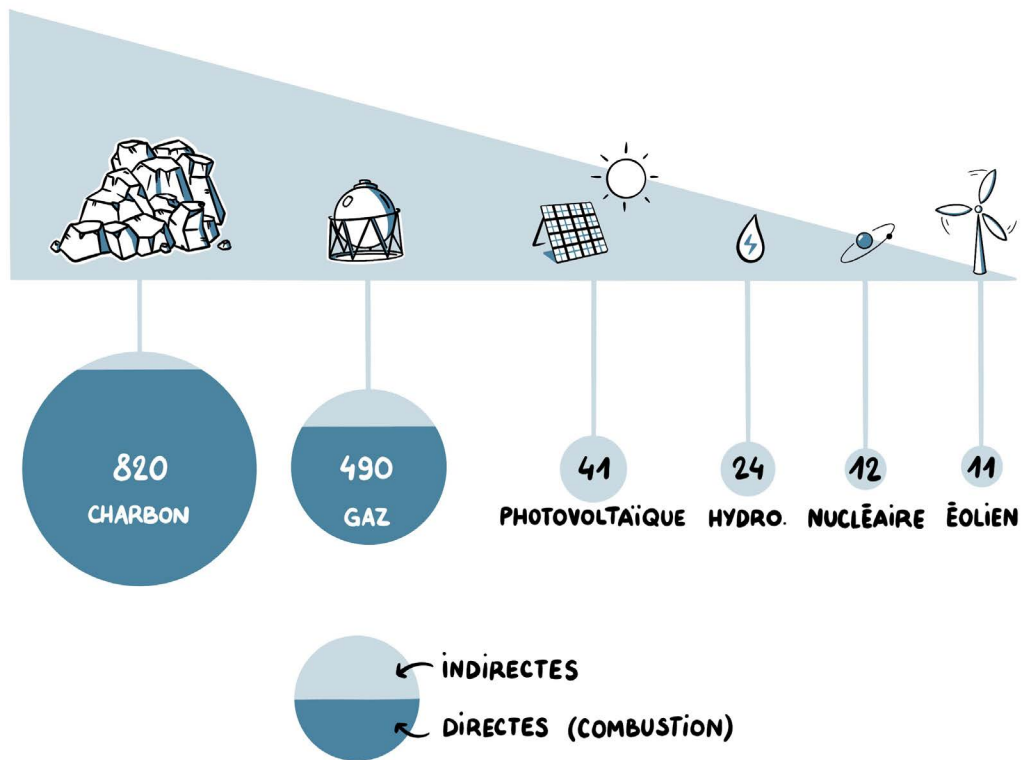 820
CHARBON
490
GAZ
41
PHOTOVOLTAÏQUE
24
HYDRO.
12
NUCLÉAIRE
11
ÉOLIEN
INDIRECTES
DIRECTES (COMBUSTION)